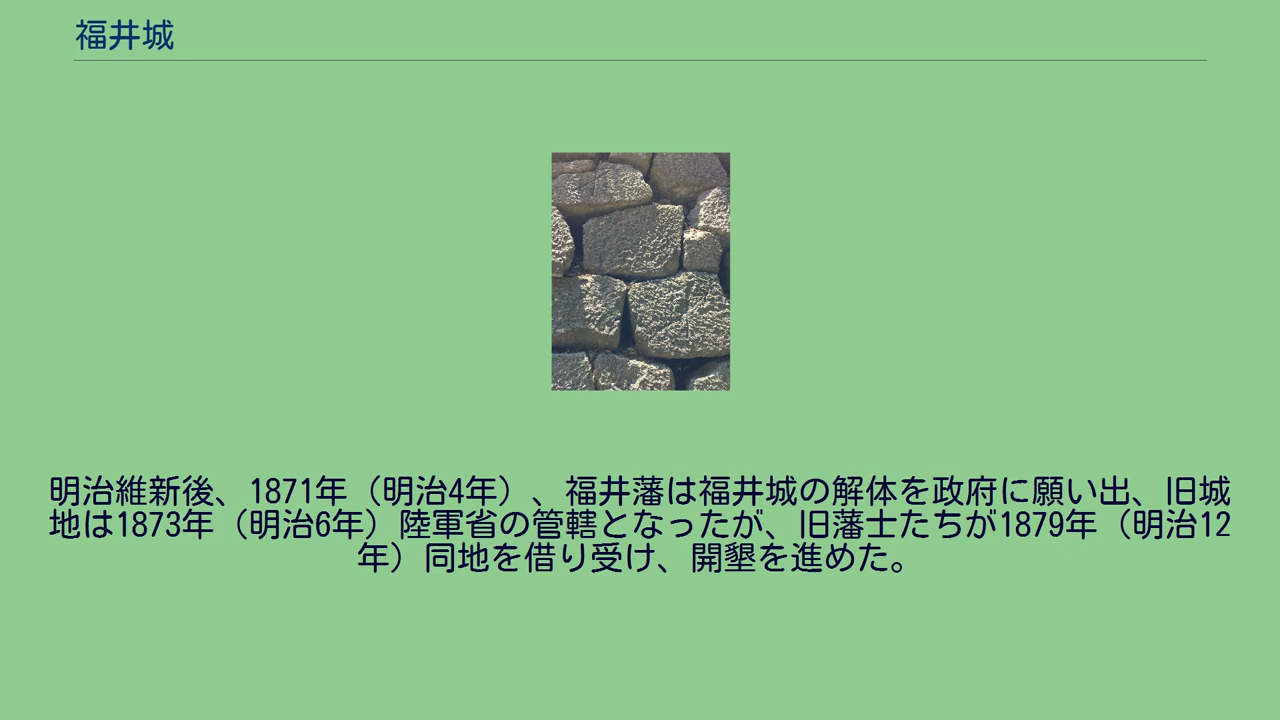 福井城
明治維新後、1871年（明治4年）、福井藩は福井城の解体を政府に願い出、旧城
地は1873年（明治6年）陸軍省の管轄となったが、旧藩士たちが1879年（明治12
年）同地を借り受け、開墾を進めた。